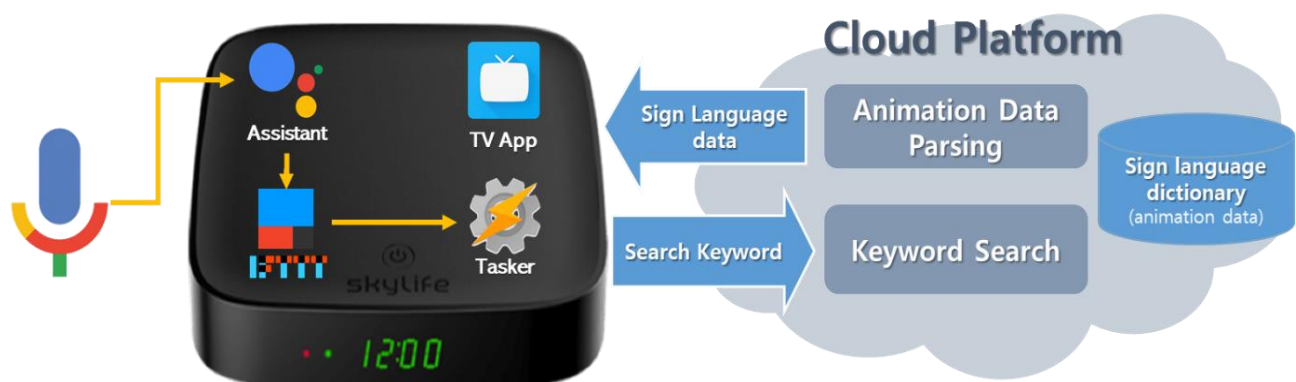 Cloud Platform
Assistant
TV App
Sign Language
data
Animation Data
Parsing
Sign language
dictionary
(animation data)
IFTTT
Tasker
Search Keyword
Keyword Search
skylife
12:00